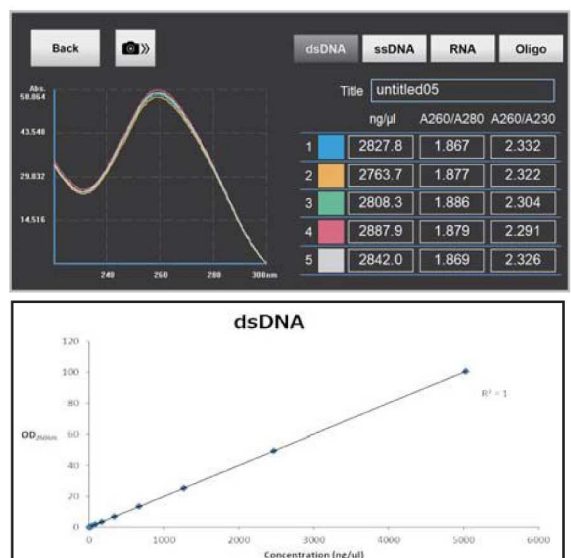 Back
dsDNA ssDNA RNA Oligo
Title untitled05
ng/µl A260/A280 A260/A230
1 2827.8 1.867 2.332
2 2763.7 1.877 2.322
3 2808.3 1.886 2.304
4 2887.9 1.879 2.291
5 2842.0 1.869 2.326
Abs.
58.064
43.548
29.032
14.516
240 260 280 300nm
dsDNA
120
100
80
60
40
20
0
OD
R² = 1
0 1000 2000 3000 4000 5000 6000
Concentration (ng/ul)